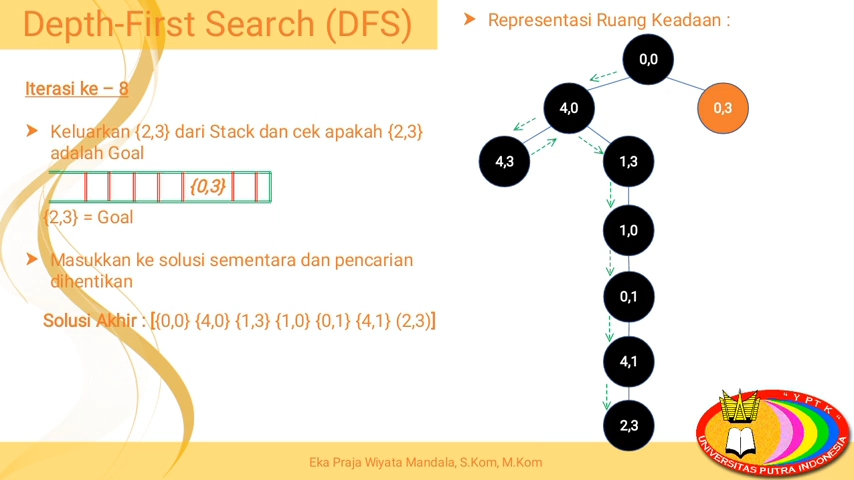 Depth-First Search (DFS)
Iterasi ke – 8
➤ Keluarkan {2,3} dari Stack dan cek apakah {2,3}
adalah Goal
{0,3}
{2,3} = Goal
➤ Masukkan ke solusi sementara dan pencarian
dihentikan
Solusi Akhir : [{0,0} {4,0} {1,3} {1,0} {0,1} {4,1} (2,3)]
➤ Representasi Ruang Keadaan :
0,0
4,0
0,3
4,3
1,3
1,0
0,1
4,1
2,3
Eka Praja Wiyata Mandala, S.Kom, M.Kom
" Y P T K "
UNIVERSITAS PUTRA INDONESIA